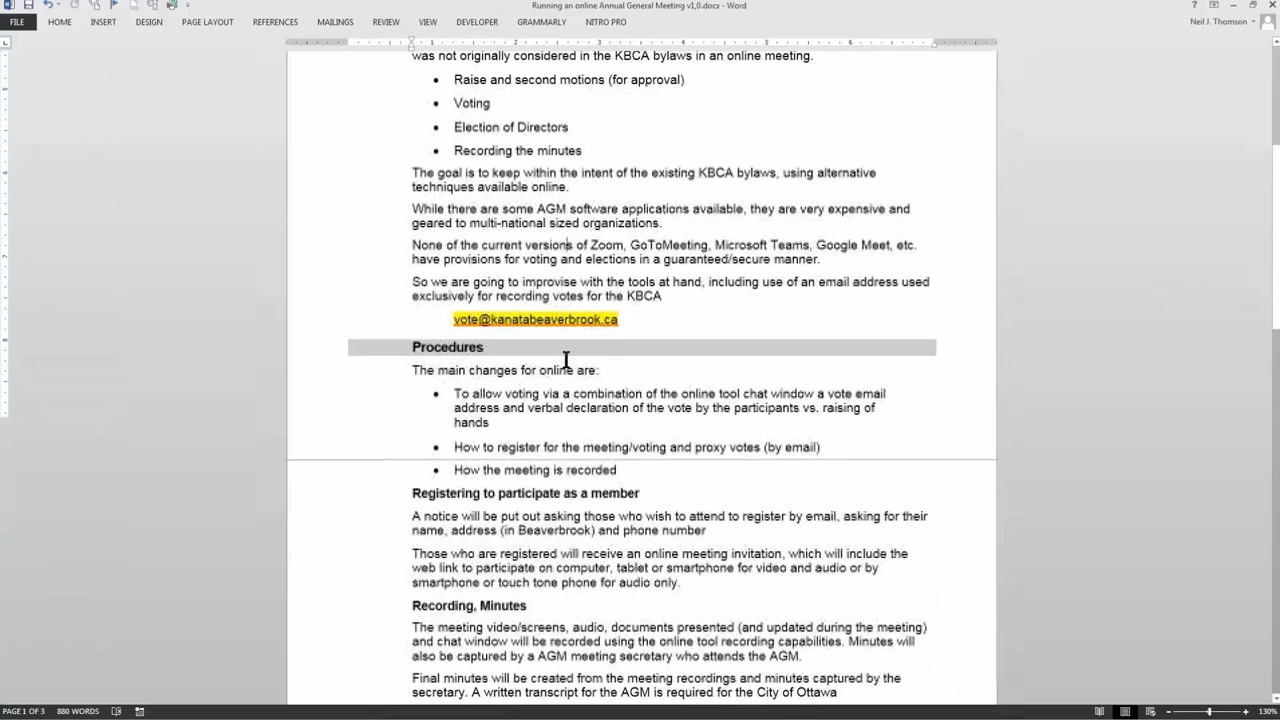 Running an online Annual General Meeting v1,0.docx - Word
FILE HOME INSERT DESIGN PAGE LAYOUT REFERENCES MAILINGS REVIEW VIEW DEVELOPER GRAMMARLY NITRO PRO
Neil J. Thomson
1 2 3 4 5 6
was not originally considered in the KBCA bylaws in an online meeting.
• Raise and second motions (for approval)
• Voting
• Election of Directors
• Recording the minutes
The goal is to keep within the intent of the existing KBCA bylaws, using alternative
techniques available online.
While there are some AGM software applications available, they are very expensive and
geared to multi-national sized organizations.
None of the current versions of Zoom, GoToMeeting, Microsoft Teams, Google Meet, etc.
have provisions for voting and elections in a guaranteed/secure manner.
So we are going to improvise with the tools at hand, including use of an email address used
exclusively for recording votes for the KBCA
vote@kanatabeaverbrook.ca
Procedures
The main changes for online are:
• To allow voting via a combination of the online tool chat window a vote email
address and verbal declaration of the vote by the participants vs. raising of
hands
• How to register for the meeting/voting and proxy votes (by email)
• How the meeting is recorded
Registering to participate as a member
A notice will be put out asking those who wish to attend to register by email, asking for their
name, address (in Beaverbrook) and phone number
Those who are registered will receive an online meeting invitation, which will include the
web link to participate on computer, tablet or smartphone for video and audio or by
smartphone or touch tone phone for audio only.
Recording, Minutes
The meeting video/screens, audio, documents presented (and updated during the meeting)
and chat window will be recorded using the online tool recording capabilities. Minutes will
also be captured by a AGM meeting secretary who attends the AGM.
Final minutes will be created from the meeting recordings and minutes captured by the
secretary. A written transcript for the AGM is required for the City of Ottawa
PAGE 1 OF 3 880 WORDS 130%